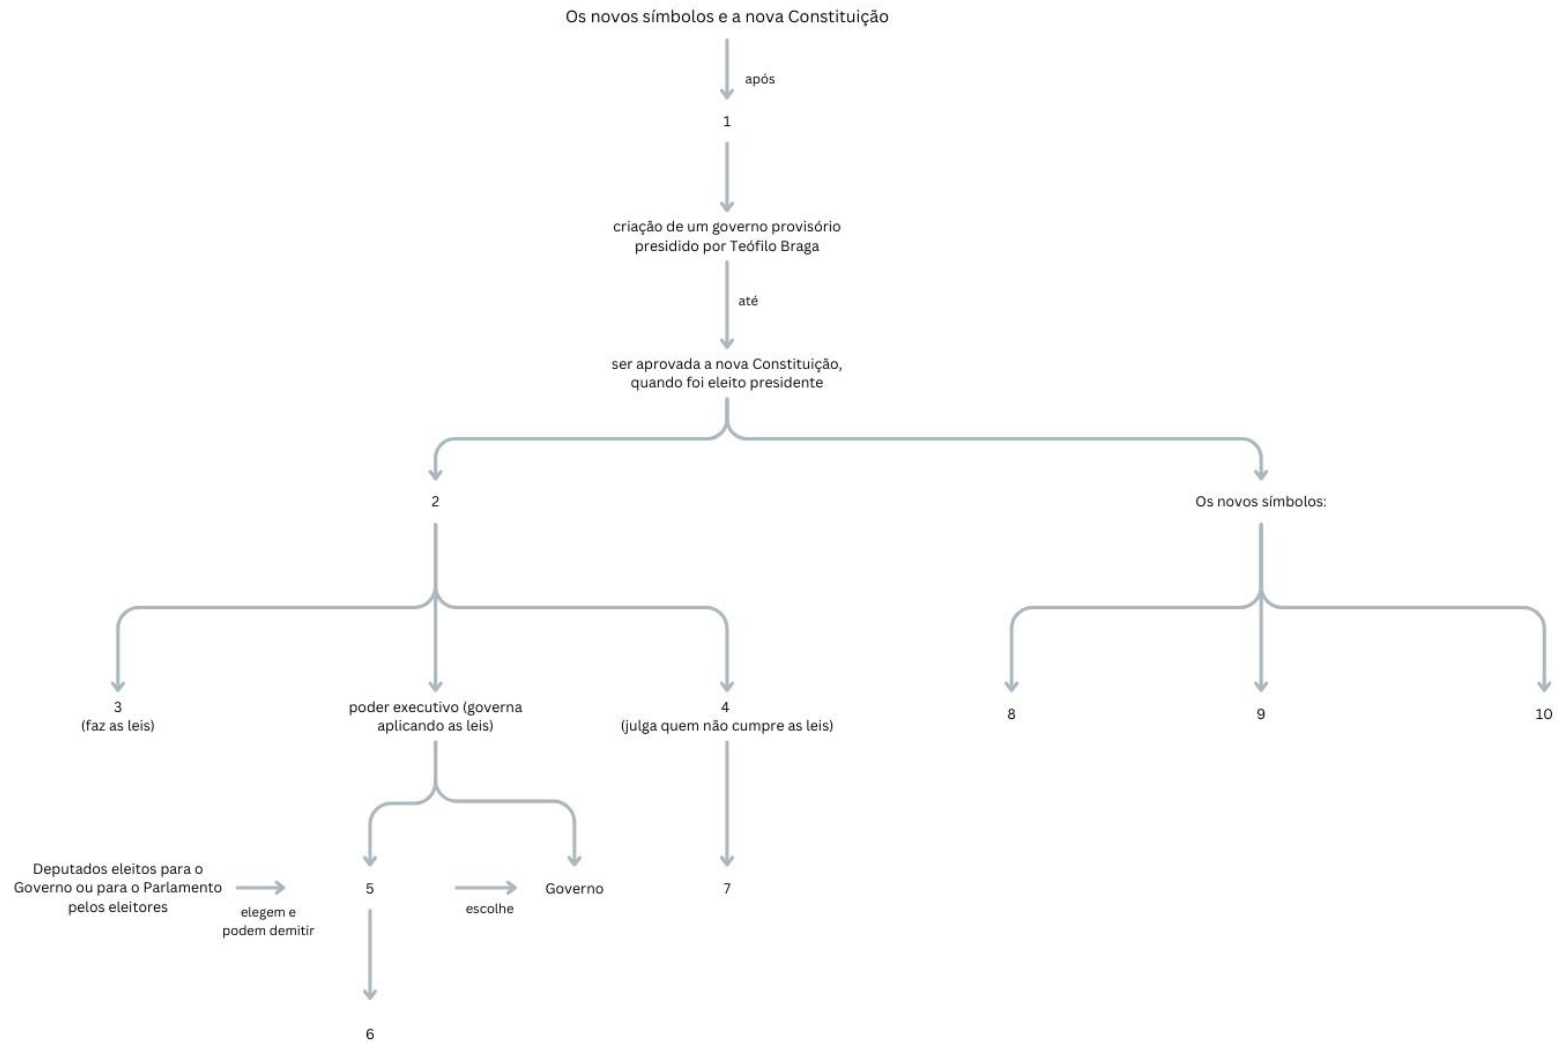 Os novos símbolos e a nova Constituição
após
1
criação de um governo provisório
presidido por Teófilo Braga
até
ser aprovada a nova Constituição,
quando foi eleito presidente
2
Os novos símbolos:
3
(faz as leis)
poder executivo (governa
aplicando as leis)
4
(julga quem não cumpre as leis)
8
9
10
Deputados eleitos para o
Governo ou para o Parlamento
pelos eleitores
elegem e
podem demitir
5
escolhe
Governo
7
6